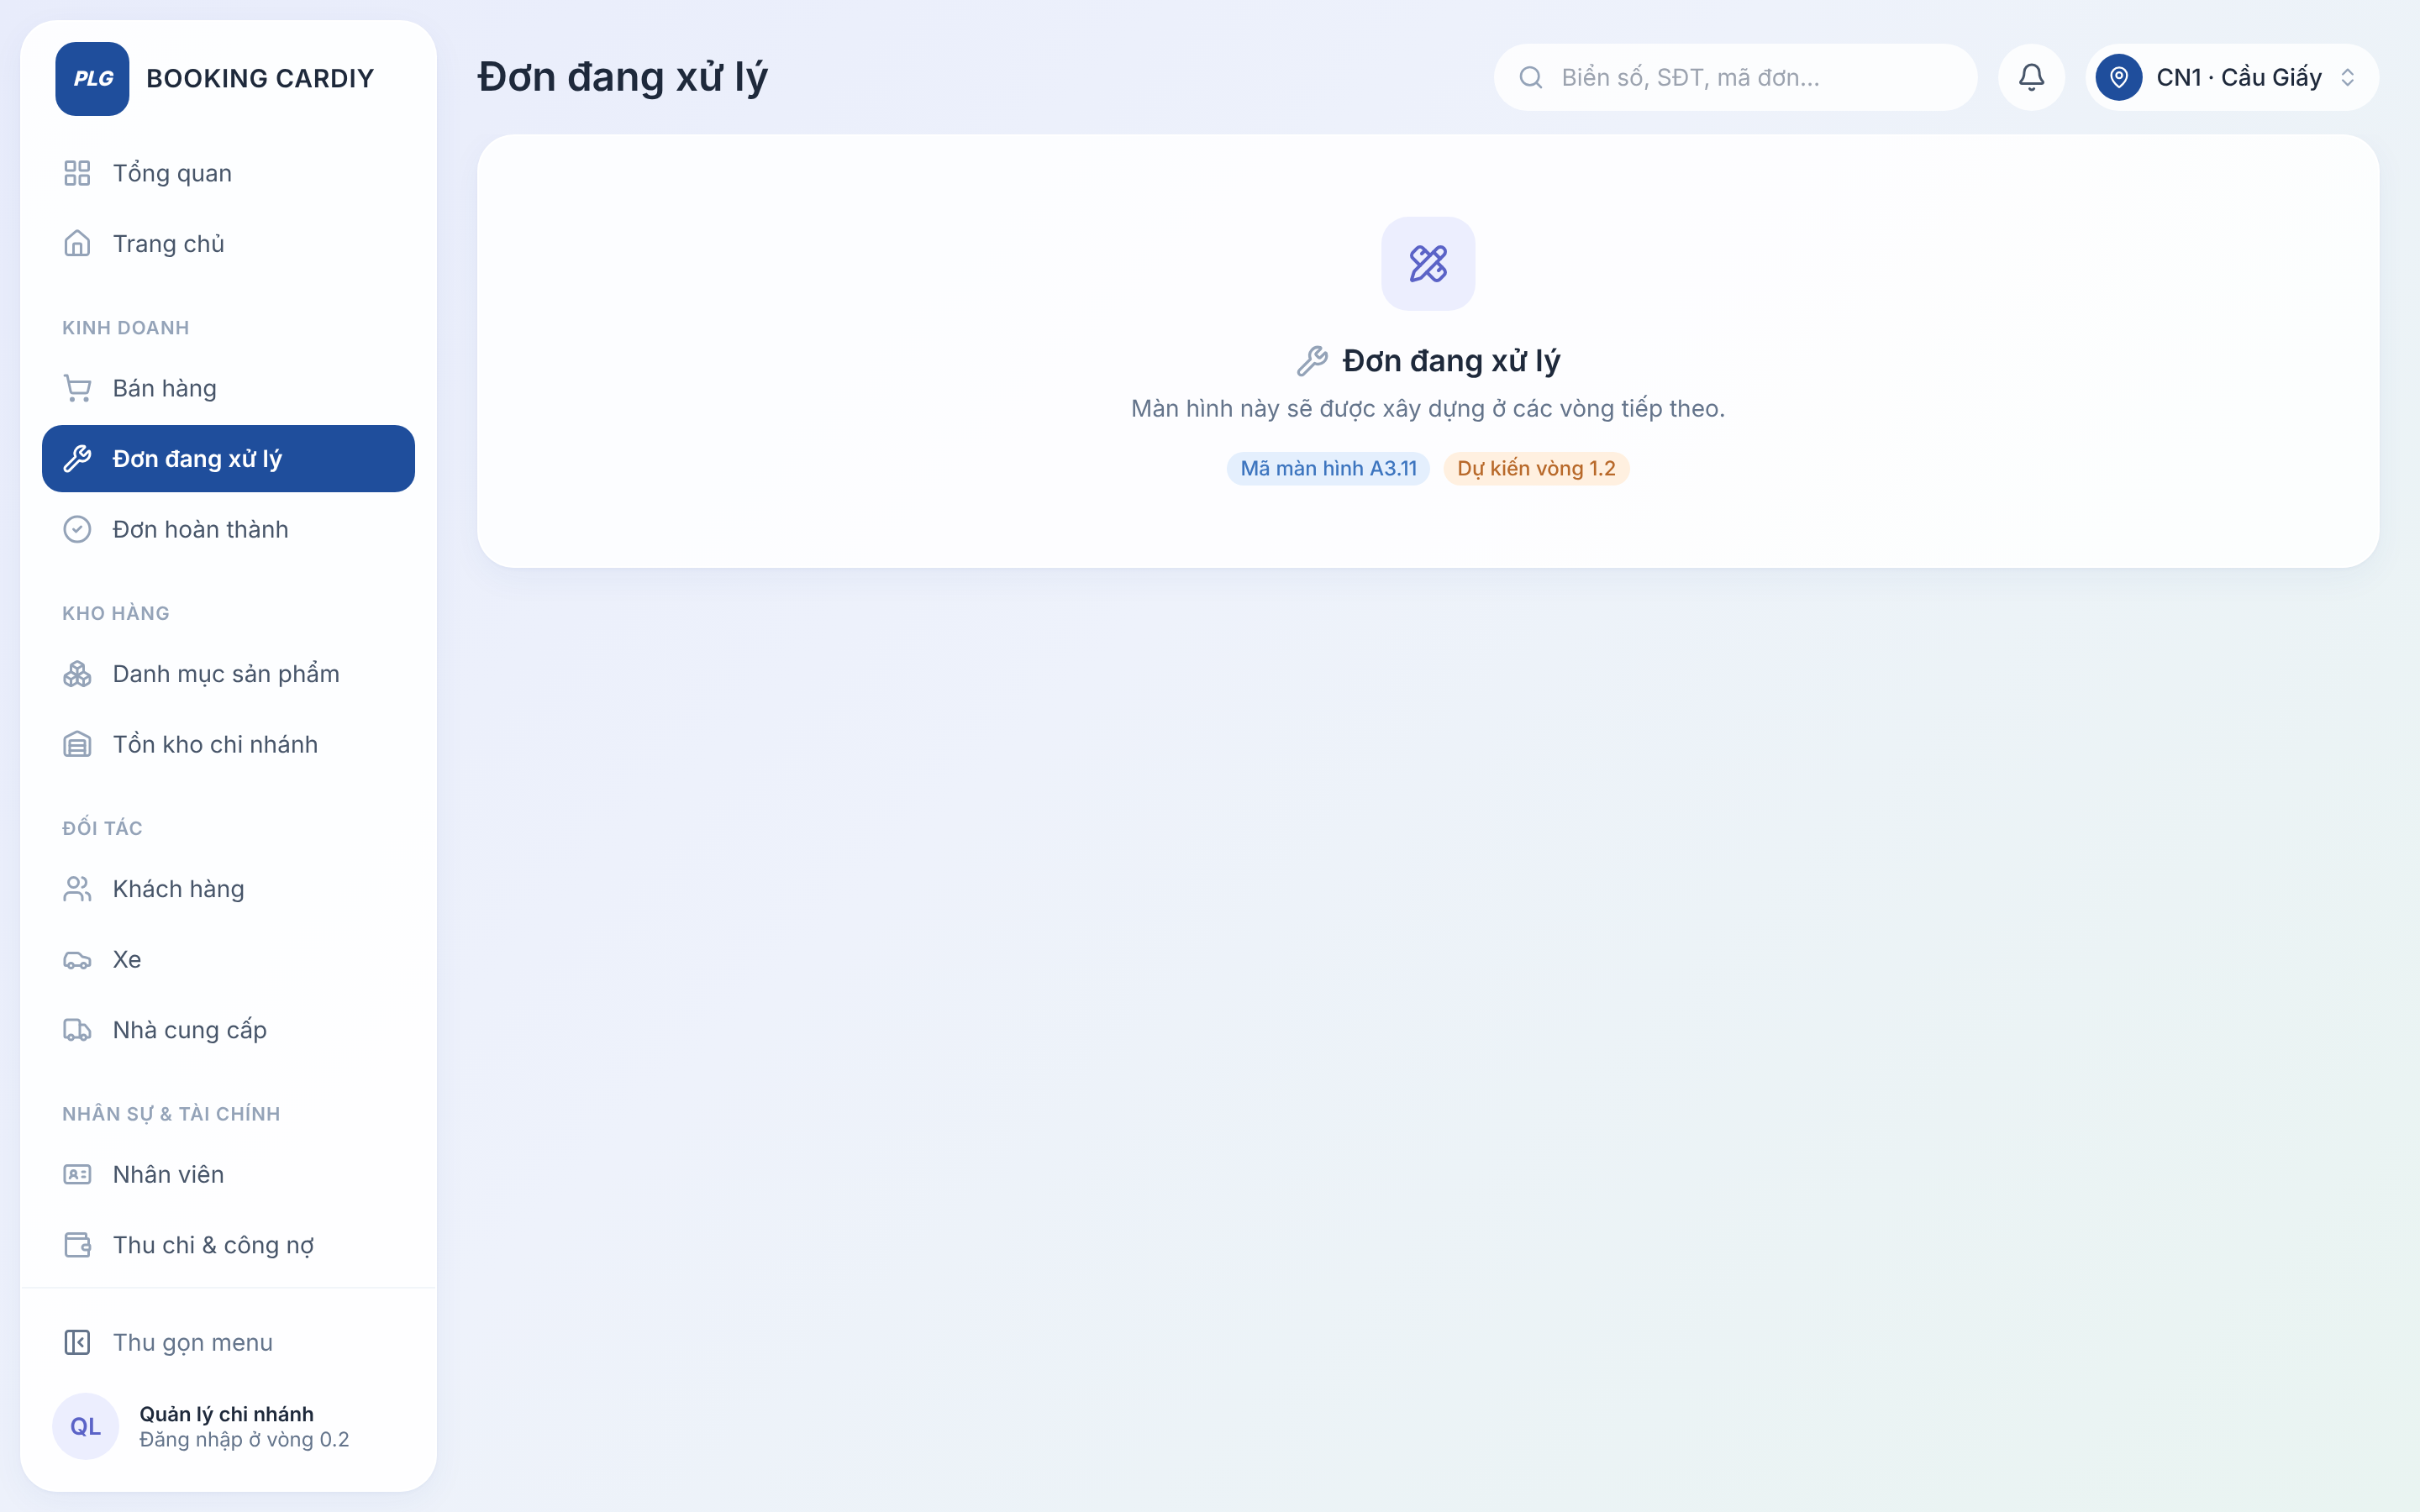 PLG BOOKING CARDIY
Tổng quan
Trang chủ
KINH DOANH
Bán hàng
Đơn đang xử lý
Đơn hoàn thành
KHO HÀNG
Danh mục sản phẩm
Tồn kho chi nhánh
ĐỐI TÁC
Khách hàng
Xe
Nhà cung cấp
NHÂN SỰ & TÀI CHÍNH
Nhân viên
Thu chi & công nợ
Thu gọn menu
QL
Quản lý chi nhánh
Đăng nhập ở vòng 0.2
Đơn đang xử lý
Biển số, SĐT, mã đơn...
CN1 · Cầu Giấy
Đơn đang xử lý
Màn hình này sẽ được xây dựng ở các vòng tiếp theo.
Mã màn hình A3.11
Dự kiến vòng 1.2